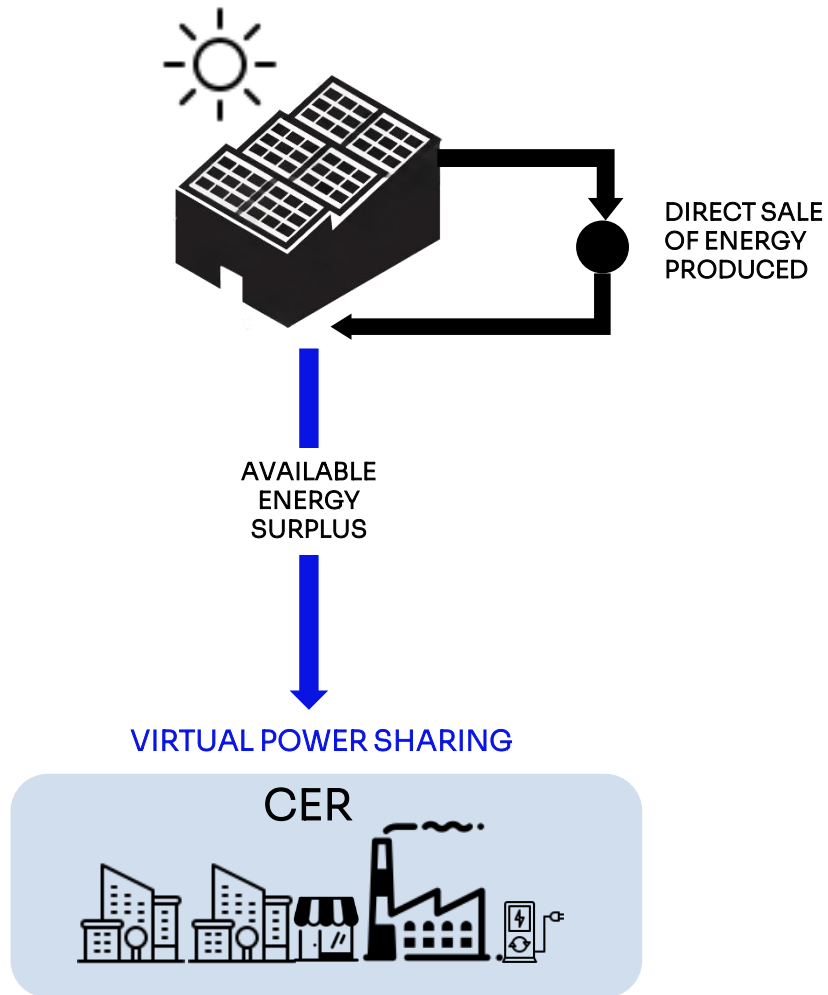 DIRECT SALE
OF ENERGY
PRODUCED
AVAILABLE
ENERGY
SURPLUS
VIRTUAL POWER SHARING
CER